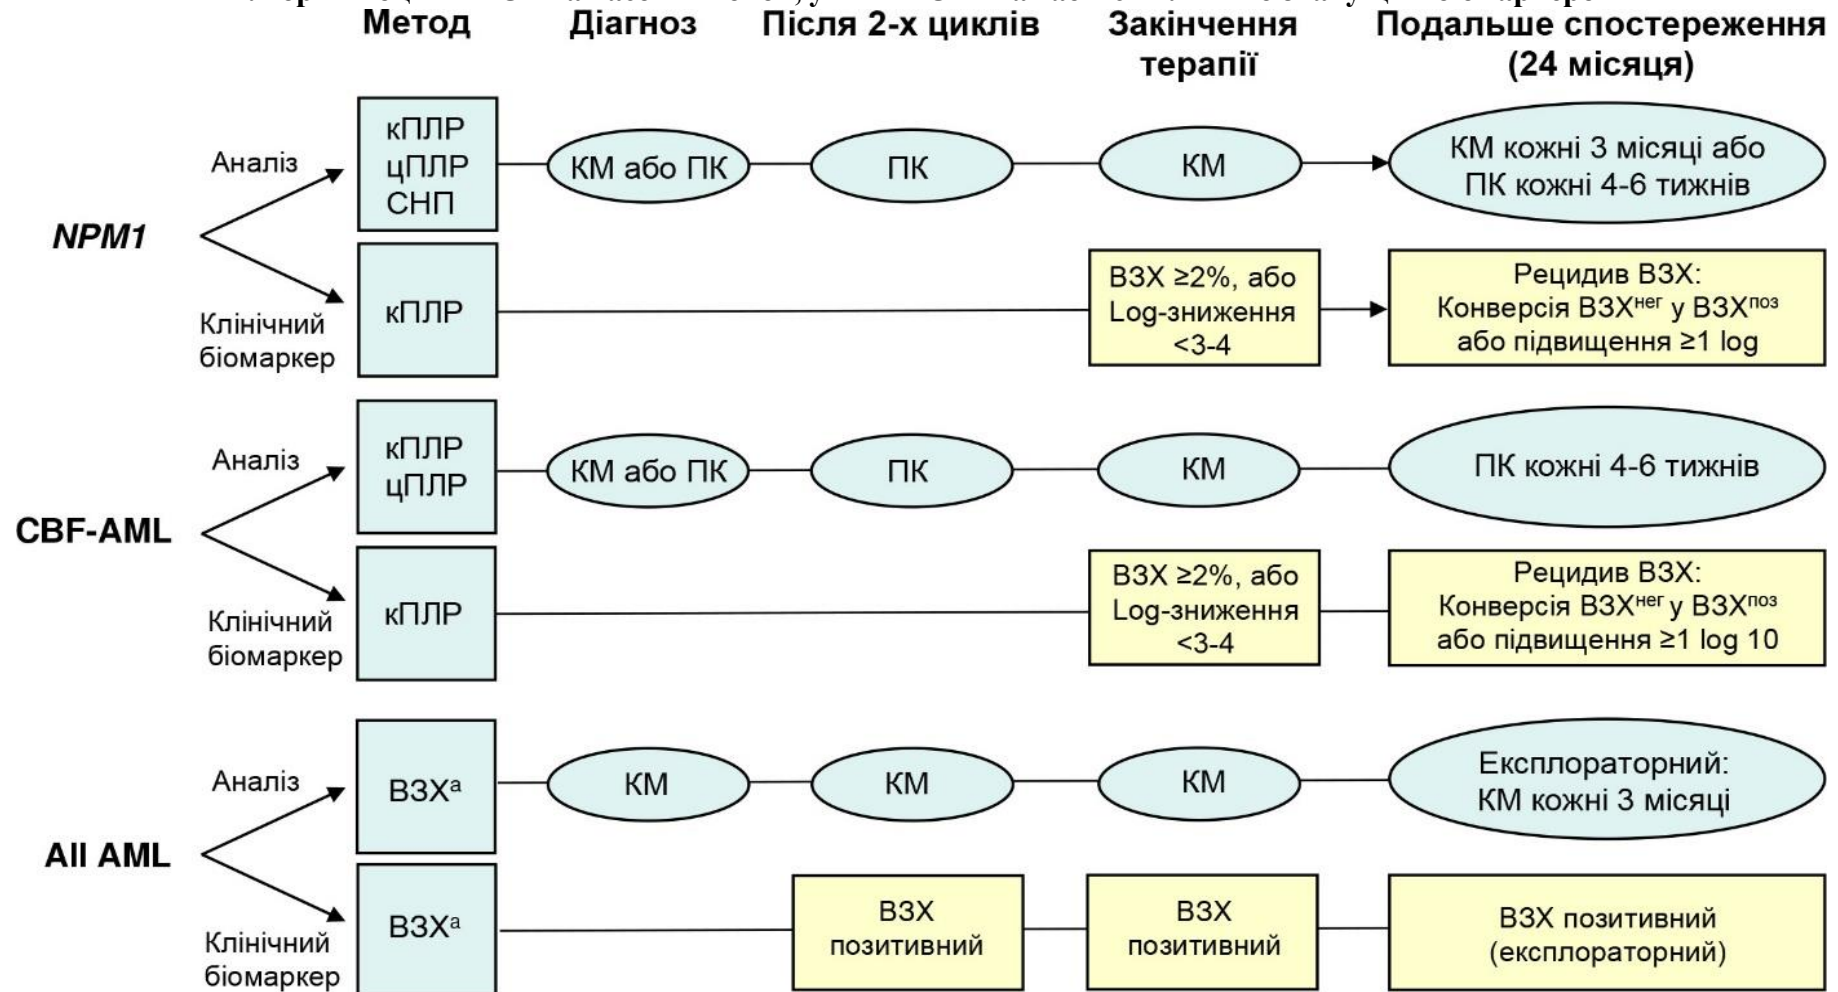 Метод
Діагноз
Після 2-х циклів
Закінчення
терапії
Подальше спостереження
(24 місяця)
NPM1
Аналіз
кПЛР
цПЛР
СНП
КМ або ПК
ПК
КМ
КМ кожні 3 місяці або
ПК кожні 4-6 тижнів
Клінічний
біомаркер
кПЛР
ВЗХ ≥2%, або
Log-зниження
<3-4
Рецидив ВЗХ:
Конверсія ВЗХнег у ВЗХпоз
або підвищення ≥1 log
CBF-AML
Аналіз
кПЛР
цПЛР
КМ або ПК
ПК
КМ
ПК кожні 4-6 тижнів
Клінічний
біомаркер
кПЛР
ВЗХ ≥2%, або
Log-зниження
<3-4
Рецидив ВЗХ:
Конверсія ВЗХнег у ВЗХпоз
або підвищення ≥1 log 10
All AML
Аналіз
ВЗХа
КМ
КМ
КМ
Експлораторний:
КМ кожні 3 місяці
Клінічний
біомаркер
ВЗХа
ВЗХ
позитивний
ВЗХ
позитивний
ВЗХ позитивний
(експлораторний)